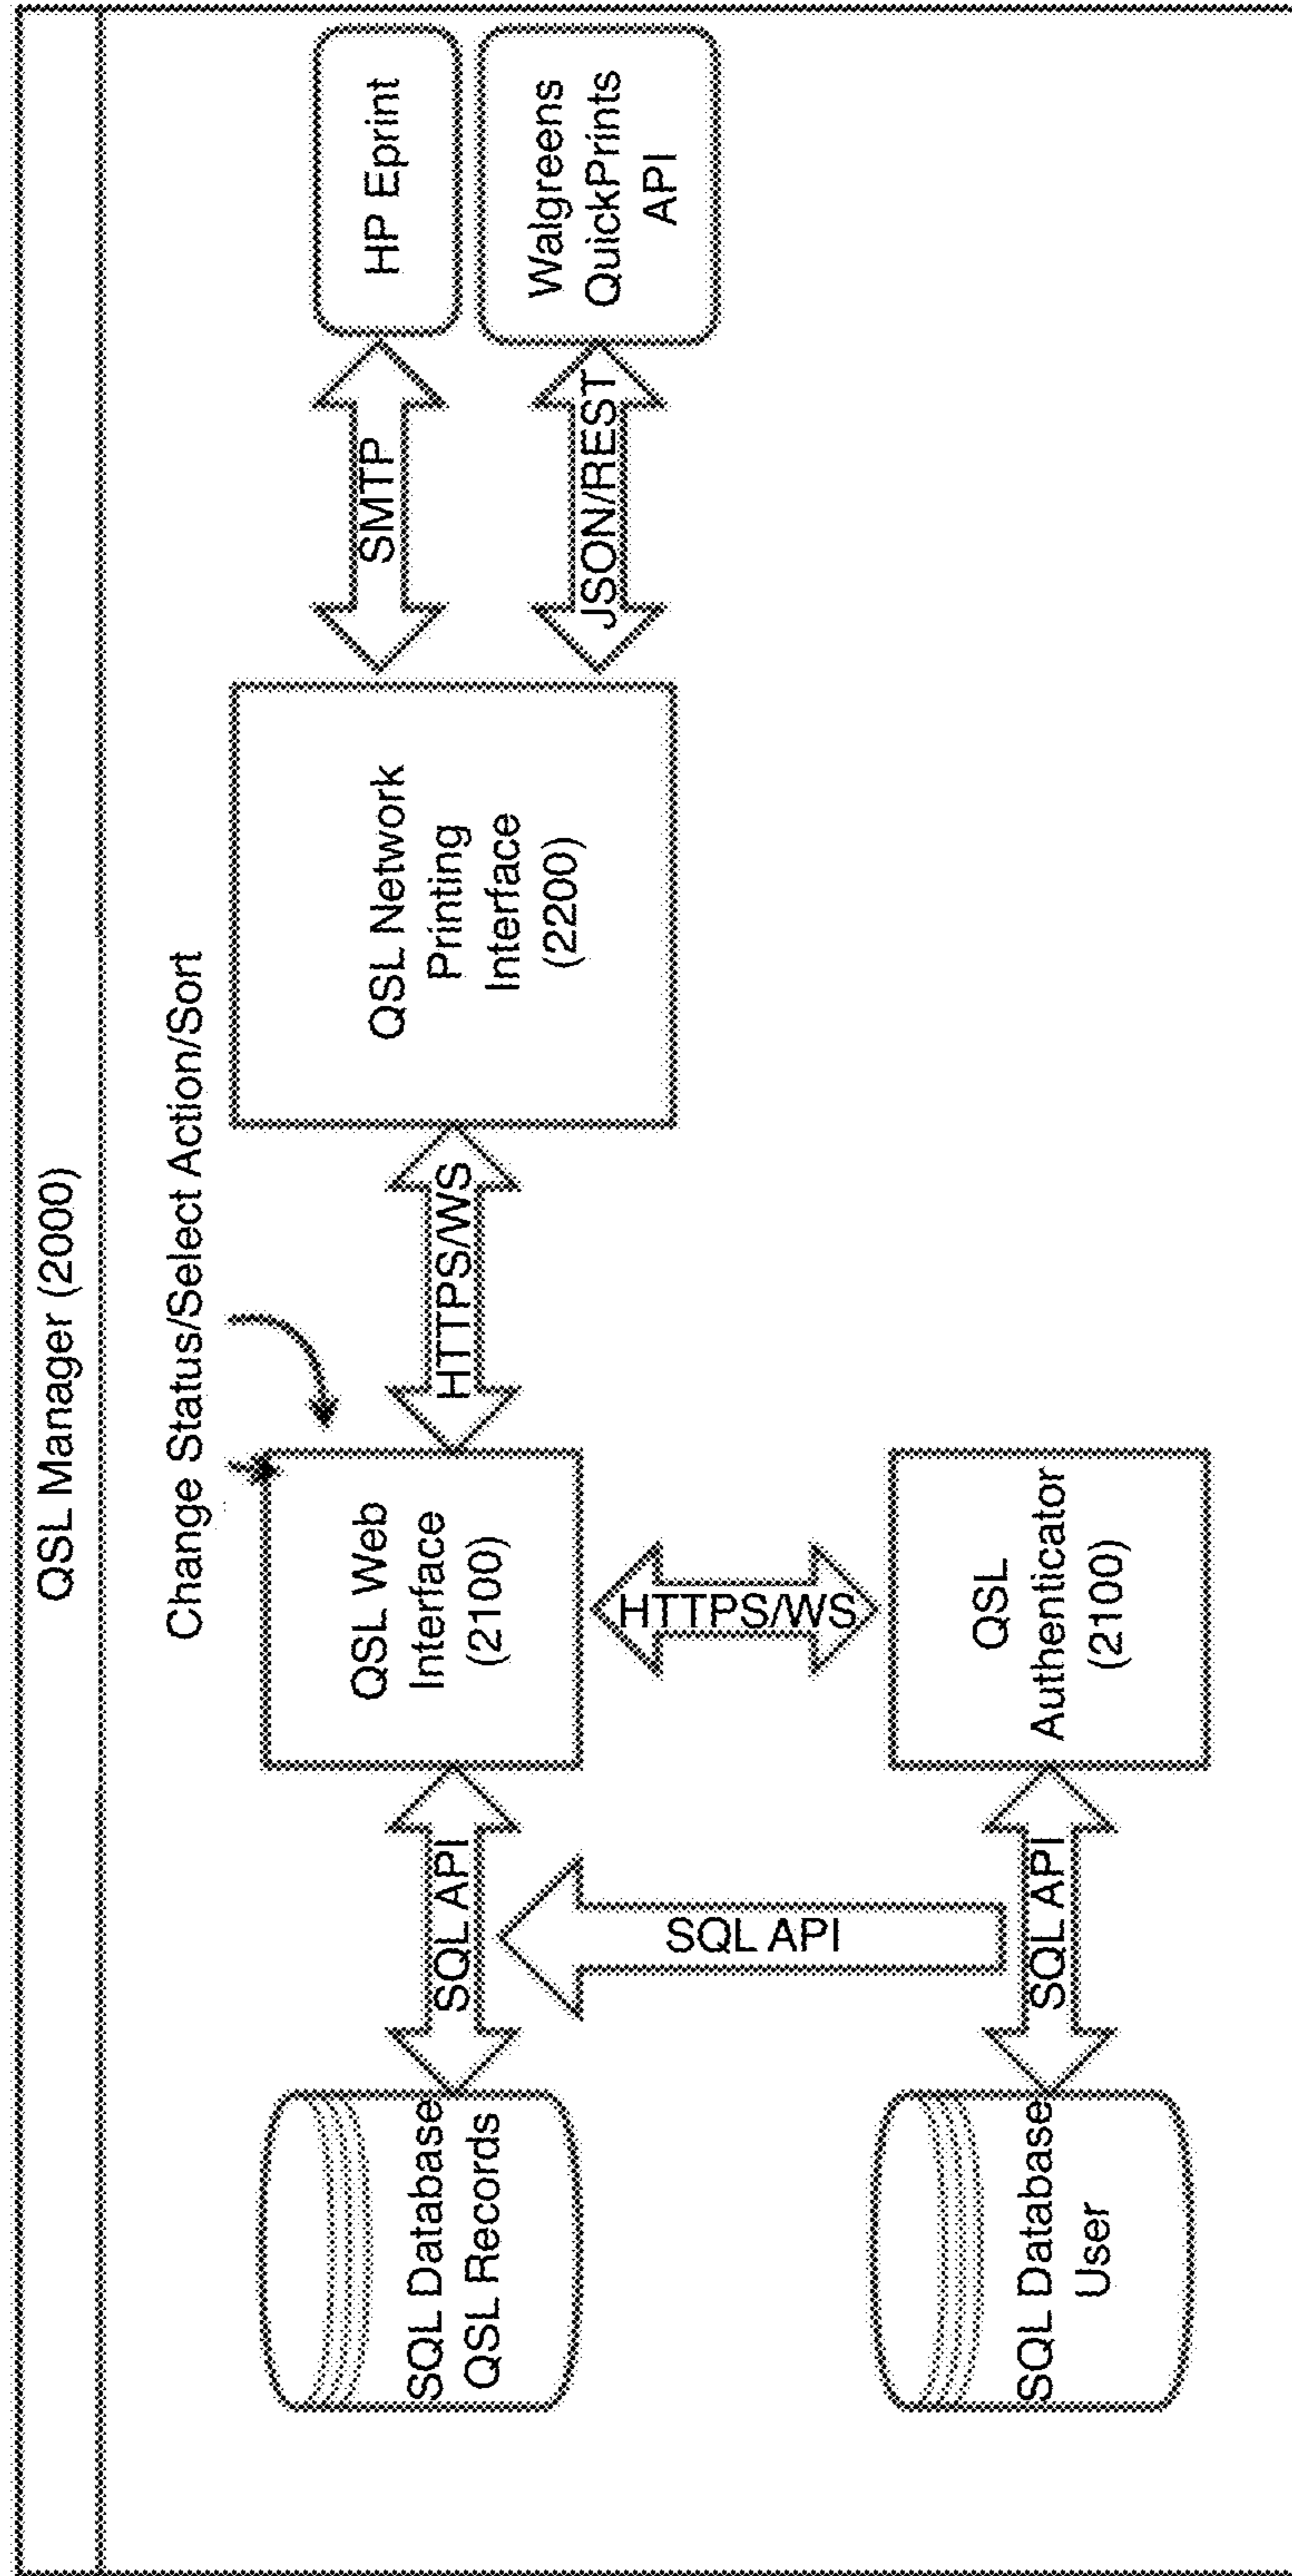 QSL Manager (2000)
Change Status/Select Action/Sort
SQL Database
QSL Records
SQL API
QSL Web
Interface
(2100)
HTTPS/WS
QSL Network
Printing
Interface
(2200)
SMTP
HP Eprint
JSON/REST
Walgreens
QuickPrints
API
SQL API
HTTPS/WS
SQL Database
User
SQL API
QSL
Authenticator
(2100)